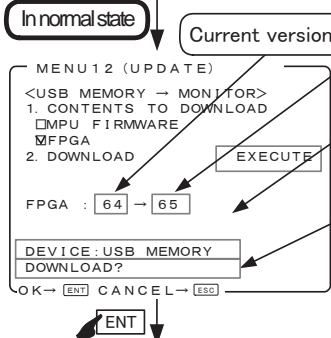 In normal state
Current version
MENU12 (UPDATE)
<USB MEMORY → MONITOR>
1. CONTENTS TO DOWNLOAD
□MPU FIRMWARE
☑FPGA
2. DOWNLOAD EXECUTE
FPGA : 64 → 65
DEVICE:USB MEMORY
DOWNLOAD?
OK→ ENT CANCEL→ ESC
ENT